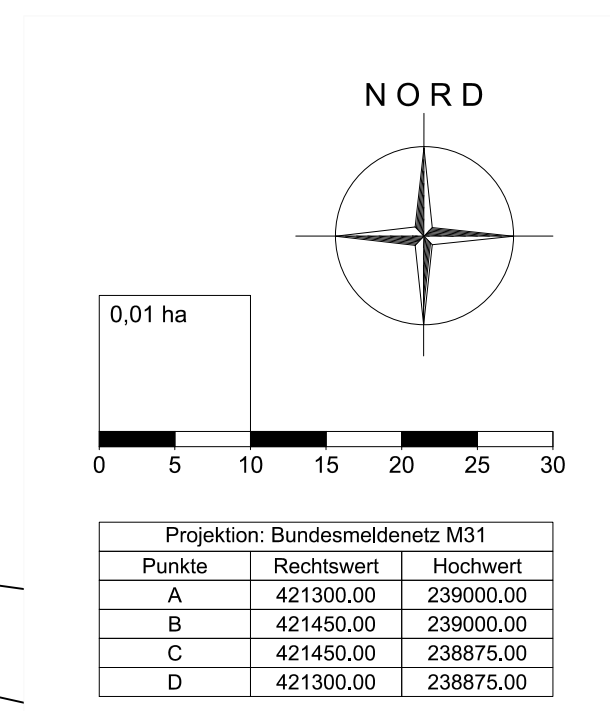 NORD
0,01 ha
0 5 10 15 20 25 30
Projektion: Bundesmeldenetz M31
Punkte Rechtswert Hochwert
A 421300.00 239000.00
B 421450.00 239000.00
C 421450.00 238875.00
D 421300.00 238875.00